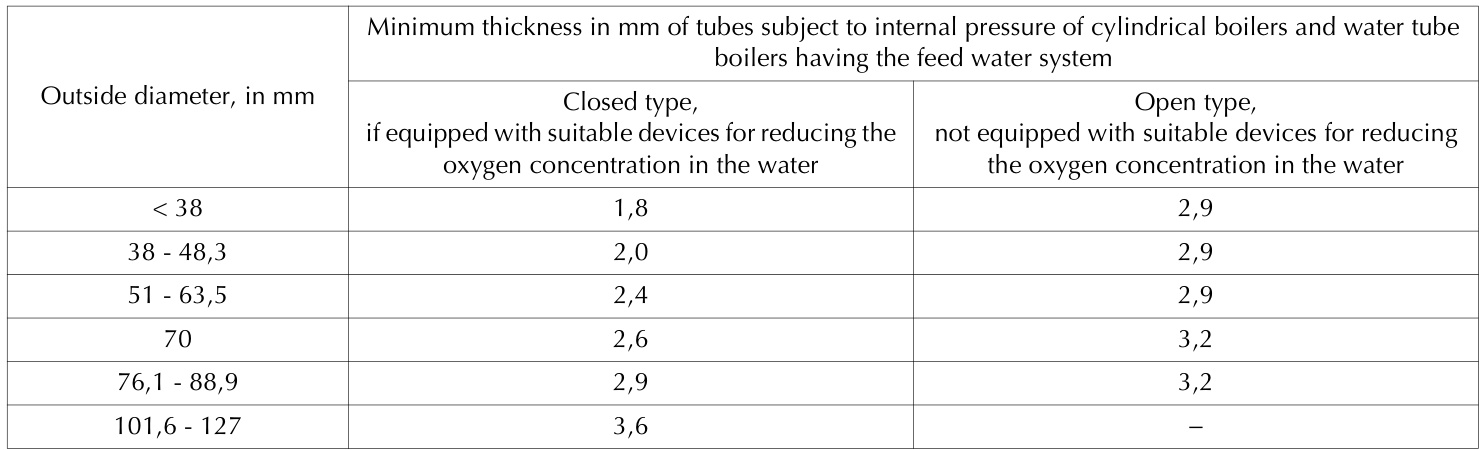 Outside diameter, in mm
Minimum thickness in mm of tubes subject to internal pressure of cylindrical boilers and water tube
boilers having the feed water system
Closed type,
if equipped with suitable devices for reducing the
oxygen concentration in the water
Open type,
not equipped with suitable devices for reducing
the oxygen concentration in the water
< 38 1,8 2,9
38 - 48,3 2,0 2,9
51 - 63,5 2,4 2,9
70 2,6 3,2
76,1 - 88,9 2,9 3,2
101,6 - 127 3,6 –